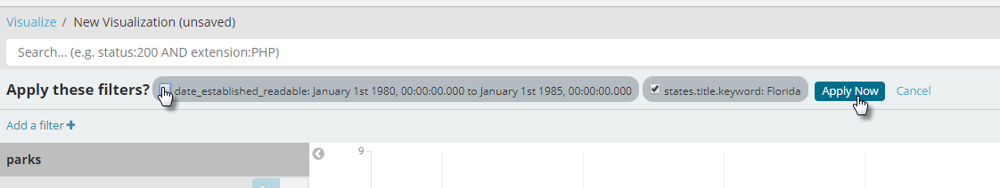 Visualize / New Visualization (unsaved)
Search... (e.g. status:200 AND extension:PHP)
Apply these filters? date_established_readable: January 1st 1980, 00:00:00.000 to January 1st 1985, 00:00:00.000 states.title.keyword: Florida Apply Now Cancel
Add a filter +
parks
9